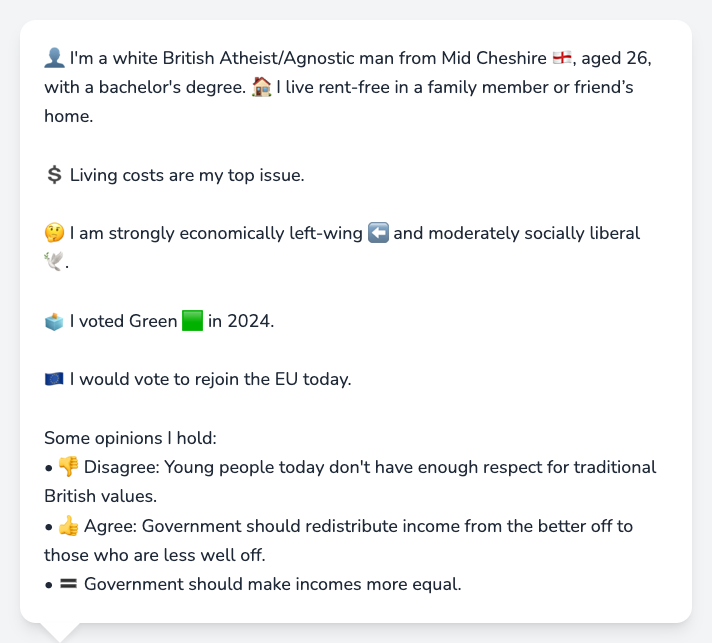 👤 I'm a white British Atheist/Agnostic man from Mid Cheshire 🏴󠁧󠁢󠁥󠁮󠁧󠁿, aged 26,
with a bachelor's degree. 🏠 I live rent-free in a family member or friend’s
home.
💲 Living costs are my top issue.
🤔 I am strongly economically left-wing ⬅️ and moderately socially liberal
🕊️.
🗳️ I voted Green 🟩 in 2024.
🇪🇺 I would vote to rejoin the EU today.
Some opinions I hold:
• 👎 Disagree: Young people today don't have enough respect for traditional
British values.
• 👍 Agree: Government should redistribute income from the better off to
those who are less well off.
• 🟰 Government should make incomes more equal.